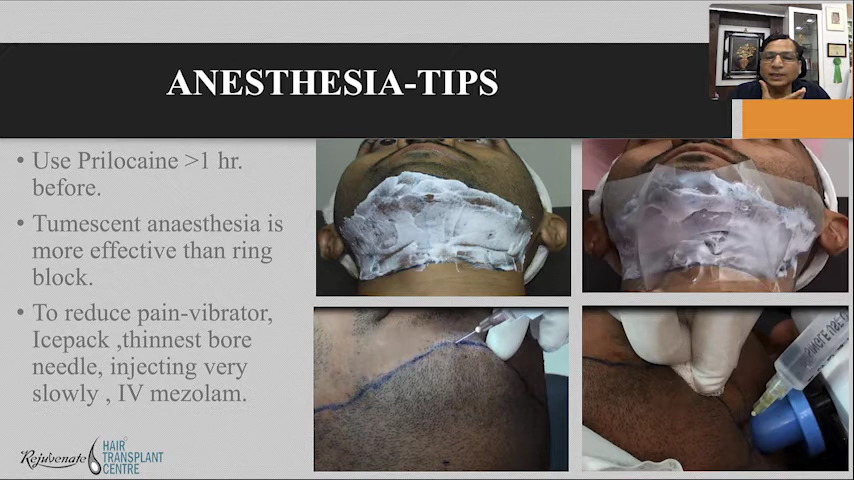 ANESTHESIA-TIPS
• Use Prilocaine >1 hr.
before.
• Tumescent anaesthesia is
more effective than ring
block.
• To reduce pain-vibrator,
Icepack ,thinnest bore
needle, injecting very
slowly , IV mezolam.
Rejuvenate
HAIR
TRANSPLANT
CENTRE